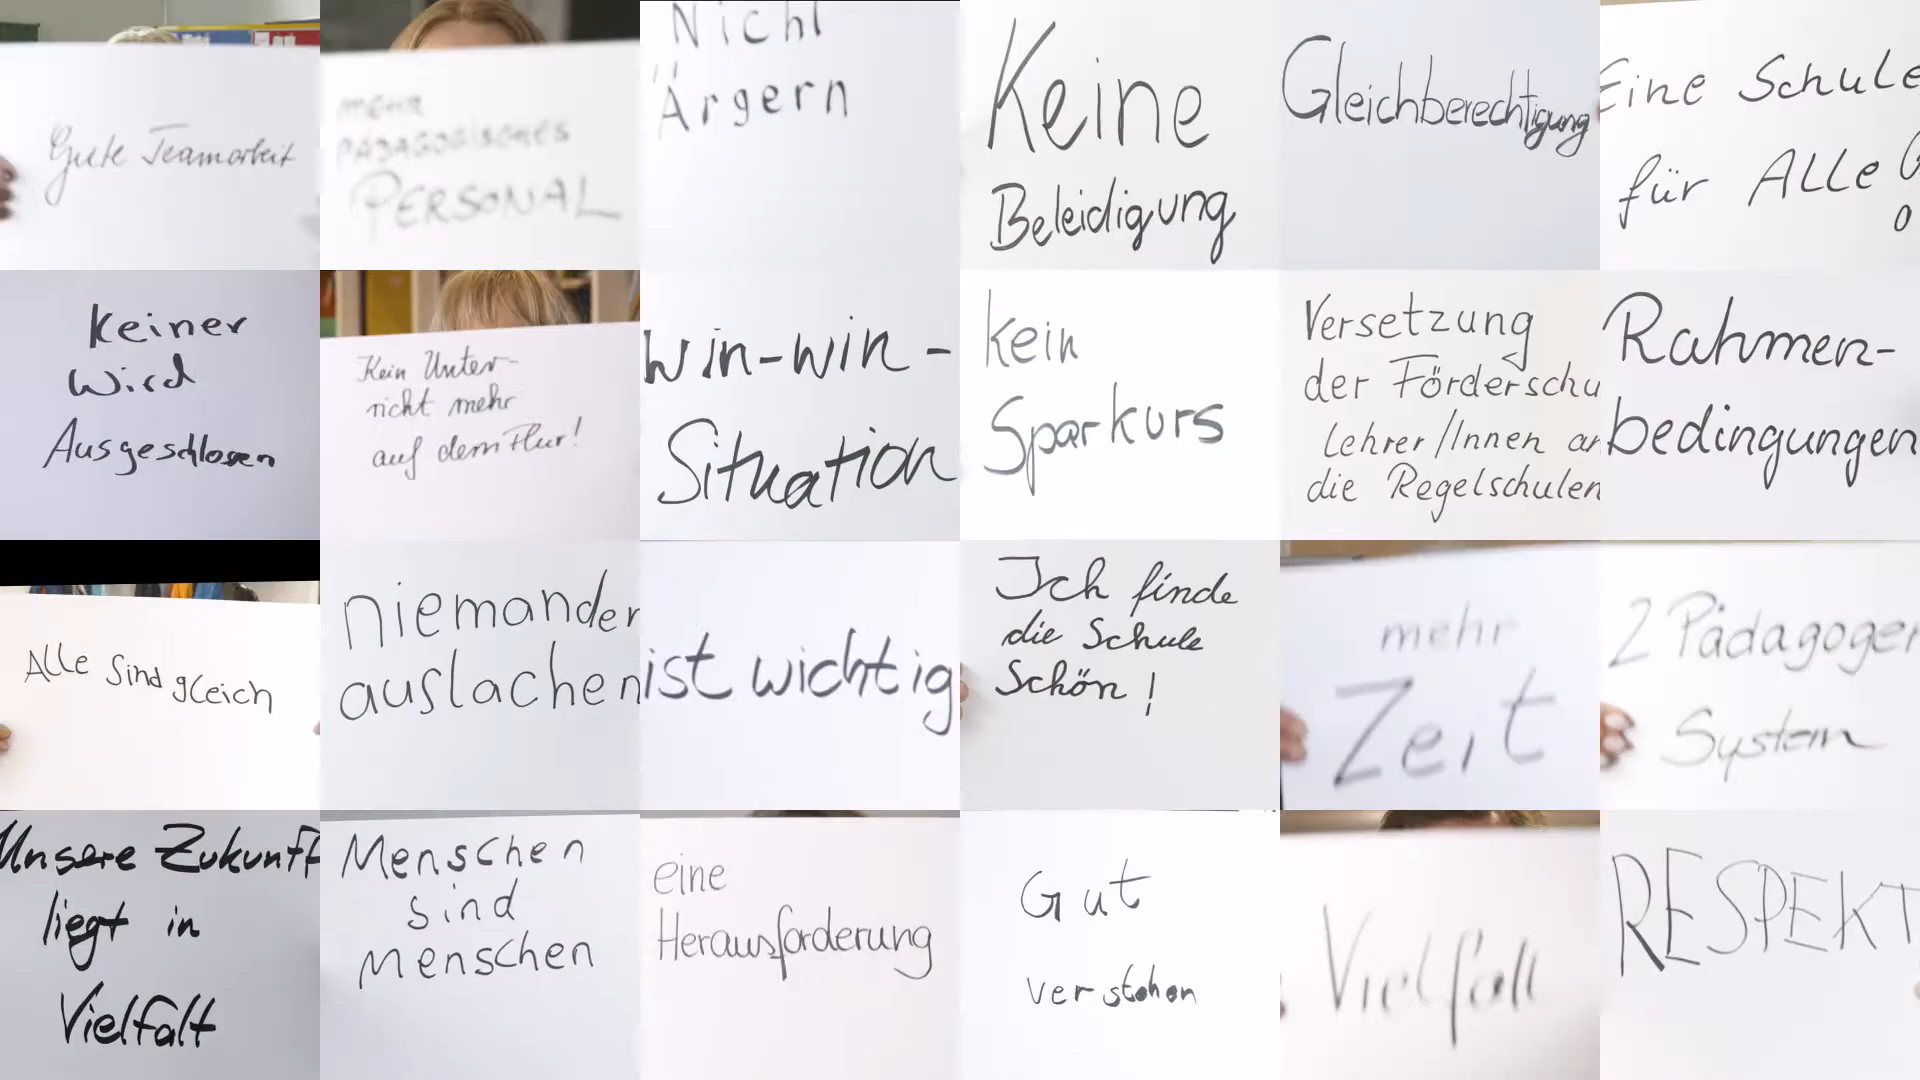 Gute Teamarbeit
MEHR
PÄDAGOGISCHES
PERSONAL
Nicht
Ärgern
Keine
Beleidigung
Gleichberechtigung
Eine Schule
für Alle
Keiner
Wird
Ausgeschlosen
Kein Unter-
richt mehr
auf dem Flur!
Win-win-
Situation
kein
Sparkurs
Versetzung
der Förderschu
Lehrer/Innen an
die Regelschulen
Rahmen-
bedingungen
Alle Sind gleich
niemanden
auslachen
ist wichtig
Ich finde
die Schule
Schön!
mehr
Zeit
2 Pädagogen
System
Unsere Zukunft
liegt in
Vielfalt
Menschen
sind
Menschen
eine
Herausforderung
Gut
verstehen
Vielfalt
RESPEKT